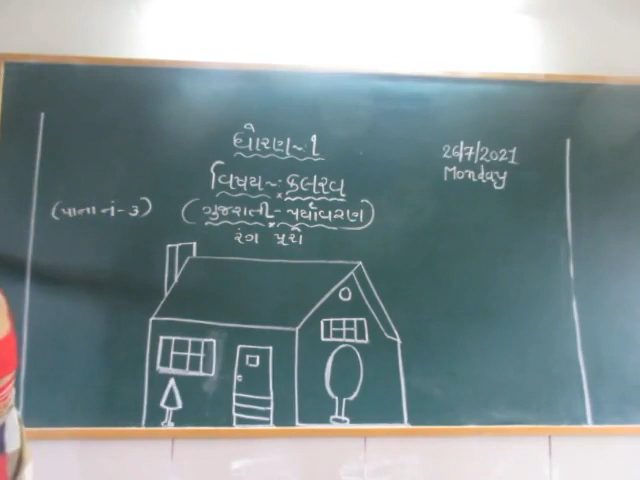 ધોરણ~૧
26/7/2021
Monday
વિષય~: કલરવ
(પાના નં-૩)
(ગુજરાતી-પર્યાવરણ)
રંગ પૂરો